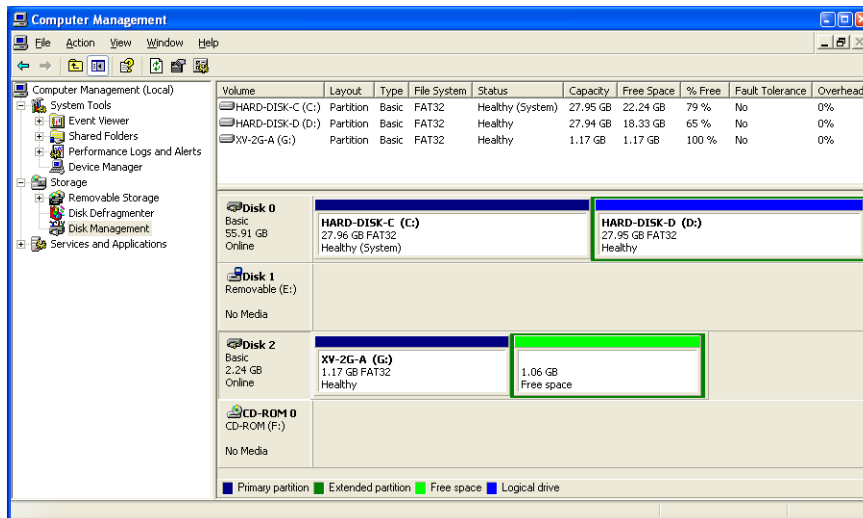 Computer Management
File Action View Window Help
Computer Management (Local)
System Tools
Event Viewer
Shared Folders
Performance Logs and Alerts
Device Manager
Storage
Removable Storage
Disk Defragmenter
Disk Management
Services and Applications
Volume Layout Type File System Status Capacity Free Space % Free Fault Tolerance Overhead
HARD-DISK-C (C:) Partition Basic FAT32 Healthy (System) 27.95 GB 22.24 GB 79 % No 0%
HARD-DISK-D (D:) Partition Basic FAT32 Healthy 27.94 GB 18.33 GB 65 % No 0%
XV-2G-A (G:) Partition Basic FAT32 Healthy 1.17 GB 1.17 GB 100 % No 0%
Disk 0
Basic
55.91 GB
Online
HARD-DISK-C (C:)
27.96 GB FAT32
Healthy (System)
HARD-DISK-D (D:)
27.95 GB FAT32
Healthy
Disk 1
Removable (E:)
No Media
Disk 2
Basic
2.24 GB
Online
XV-2G-A (G:)
1.17 GB FAT32
Healthy
1.06 GB
Free space
CD-ROM 0
CD-ROM (F:)
No Media
Primary partition Extended partition Free space Logical drive